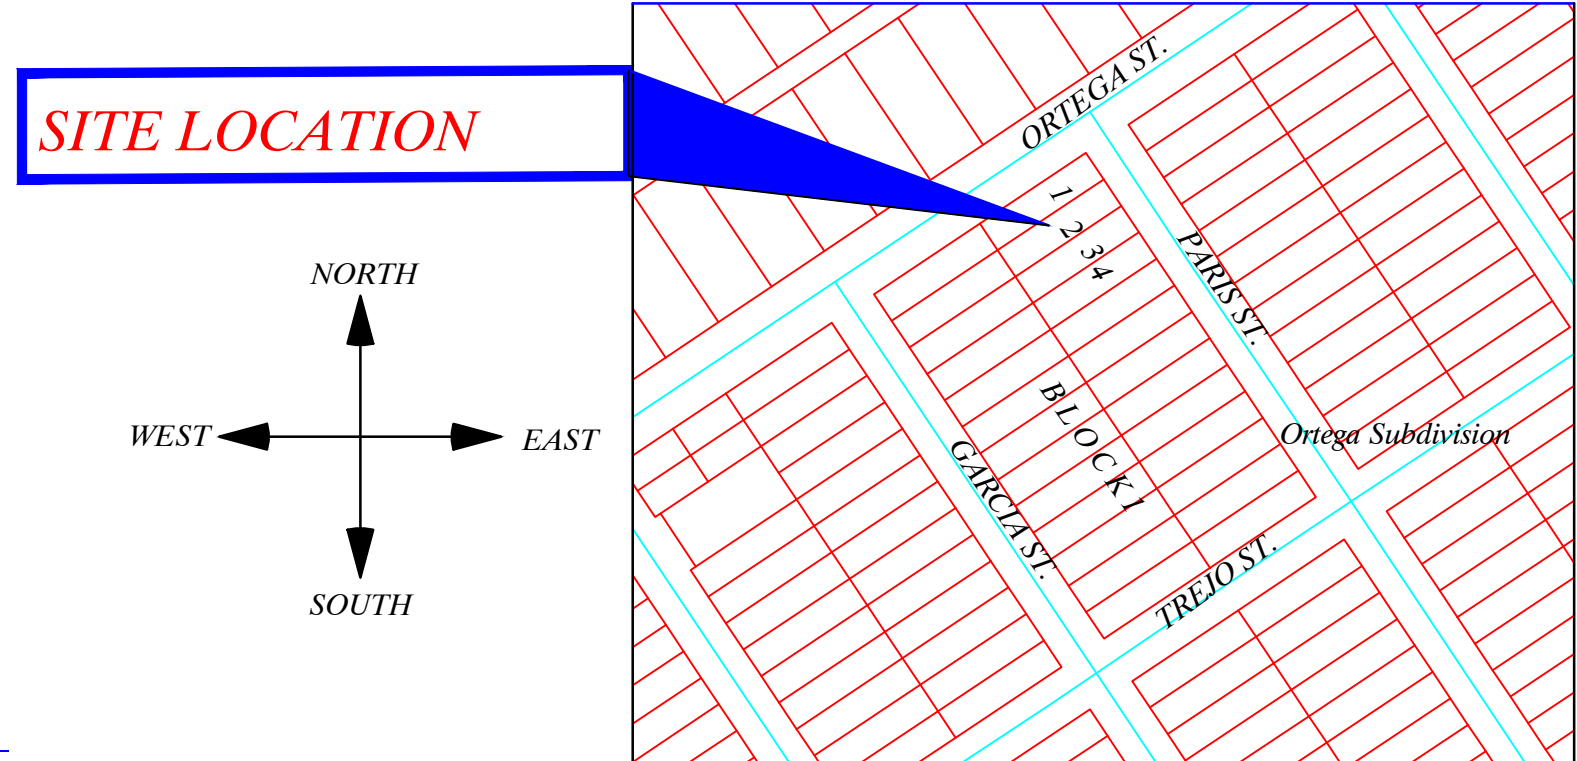 SITE LOCATION
NORTH
WEST
EAST
SOUTH
ORTEGA ST.
1
2
3
4
PARIS ST.
BLOCK 1
Ortega Subdivision
GARCIA ST.
TREJO ST.